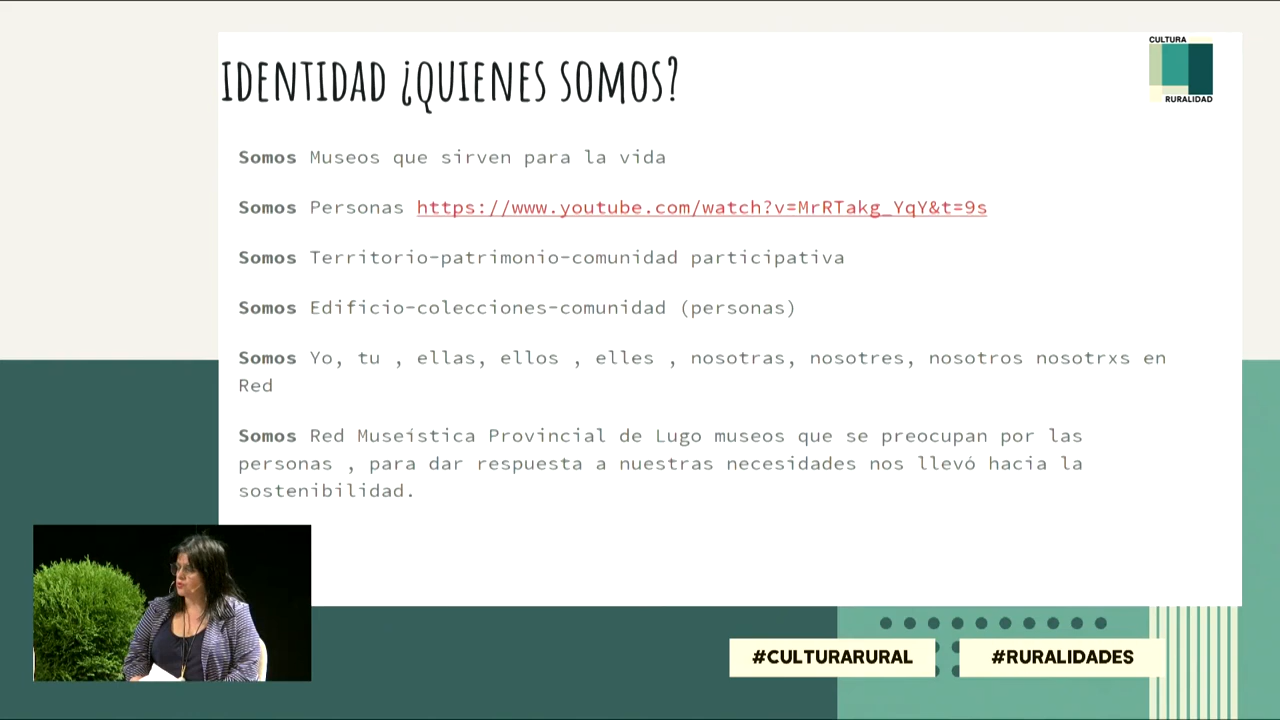 IDENTIDAD ¿QUIENES SOMOS?
CULTURA
RURALIDAD
Somos Museos que sirven para la vida
Somos Personas https://www.youtube.com/watch?v=MrRTakg_YqY&t=9s
Somos Territorio-patrimonio-comunidad participativa
Somos Edificio-colecciones-comunidad (personas)
Somos Yo, tu , ellas, ellos , elles , nosotras, nosotres, nosotros nosotrxs en
Red
Somos Red Museística Provincial de Lugo museos que se preocupan por las
personas , para dar respuesta a nuestras necesidades nos llevó hacia la
sostenibilidad.
#CULTURARURAL
#RURALIDADES